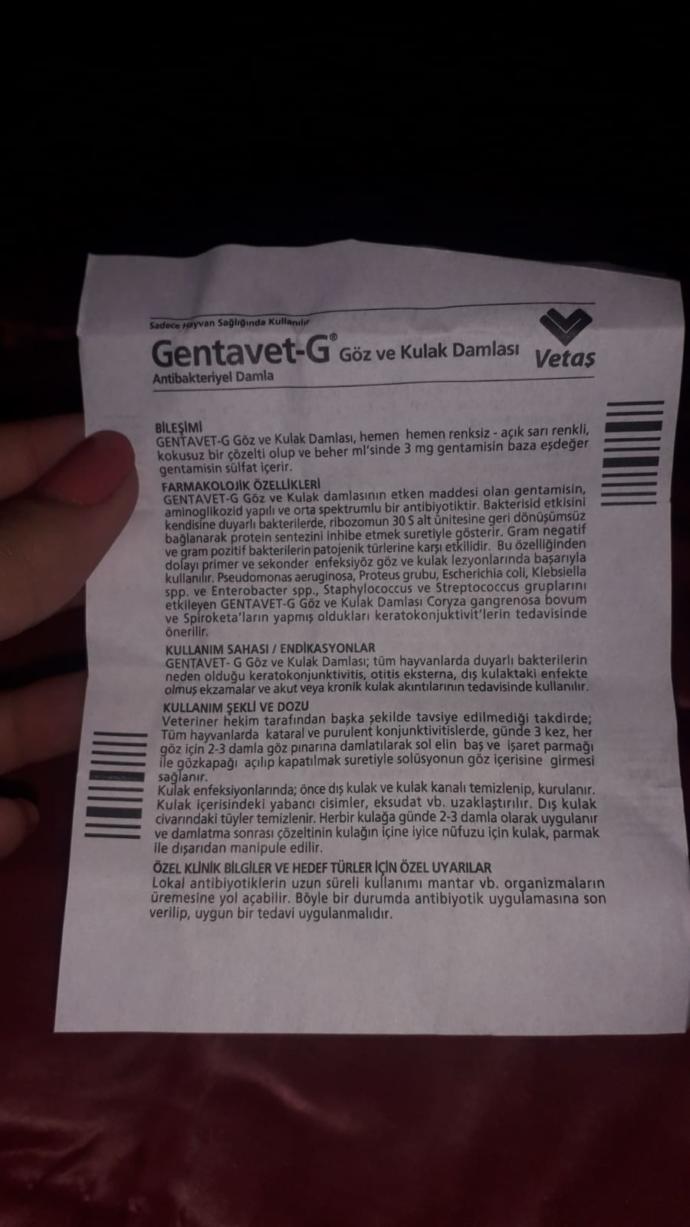 Sadece Hayvan Sağlığında Kullanılır
Gentavet-G® Göz ve Kulak Damlası
Vetaş
Antibakteriyel Damla
BİLEŞİMİ
GENTAVET-G Göz ve Kulak Damlası, hemen hemen renksiz - açık sarı renkli,
kokusuz bir çözelti olup ve beher ml'sinde 3 mg gentamisin baza eşdeğer
gentamisin sülfat içerir.
FARMAKOLOJİK ÖZELLİKLERİ
GENTAVET-G Göz ve Kulak damlasının etken maddesi olan gentamisin,
aminoglikozid yapılı ve orta spektrumlu bir antibiyotiktir. Bakterisid etkisini
kendisine duyarlı bakterilerde, ribozomun 30 S alt ünitesine geri dönüşümsüz
bağlanarak protein sentezini inhibe etmek suretiyle gösterir. Gram negatif
ve gram pozitif bakterilerin patojenik türlerine karşı etkilidir. Bu özelliğinden
dolayı primer ve sekonder enfeksiyöz göz ve kulak lezyonlarında başarıyla
kullanılır. Pseudomonas aeruginosa, Proteus grubu, Escherichia coli, Klebsiella
spp. ve Enterobacter spp., Staphylococcus ve Streptococcus gruplarını
etkileyen GENTAVET-G Göz ve Kulak Damlası Coryza gangrenosa bovum
ve Spiroketa'ların yapmış oldukları keratokonjuktivit'lerin tedavisinde
önerilir.
KULLANIM SAHASI / ENDİKASYONLAR
GENTAVET- G Göz ve Kulak Damlası; tüm hayvanlarda duyarlı bakterilerin
neden olduğu keratokonjunktivitis, otitis eksterna, dış kulaktaki enfekte
olmuş ekzamalar ve akut veya kronik kulak akıntılarının tedavisinde kullanılır.
KULLANIM ŞEKLİ VE DOZU
Veteriner hekim tarafından başka şekilde tavsiye edilmediği takdirde;
Tüm hayvanlarda kataral ve purulent konjunktivitislerde, günde 3 kez, her
göz için 2-3 damla göz pınarına damlatılarak sol elin baş ve işaret parmağı
ile gözkapağı açılıp kapatılmak suretiyle solüsyonun göz içerisine girmesi
sağlanır.
Kulak enfeksiyonlarında; önce dış kulak ve kulak kanalı temizlenip, kurulanır.
Kulak içerisindeki yabancı cisimler, eksudat vb. uzaklaştırılır. Dış kulak
civarındaki tüyler temizlenir. Herbir kulağa günde 2-3 damla olarak uygulanır
ve damlatma sonrası çözeltinin kulağın içine iyice nüfuzu için kulak, parmak
ile dışarıdan manipule edilir.
ÖZEL KLİNİK BİLGİLER VE HEDEF TÜRLER İÇİN ÖZEL UYARILAR
Lokal antibiyotiklerin uzun süreli kullanımı mantar vb. organizmaların
üremesine yol açabilir. Böyle bir durumda antibiyotik uygulamasına son
verilip, uygun bir tedavi uygulanmalıdır.